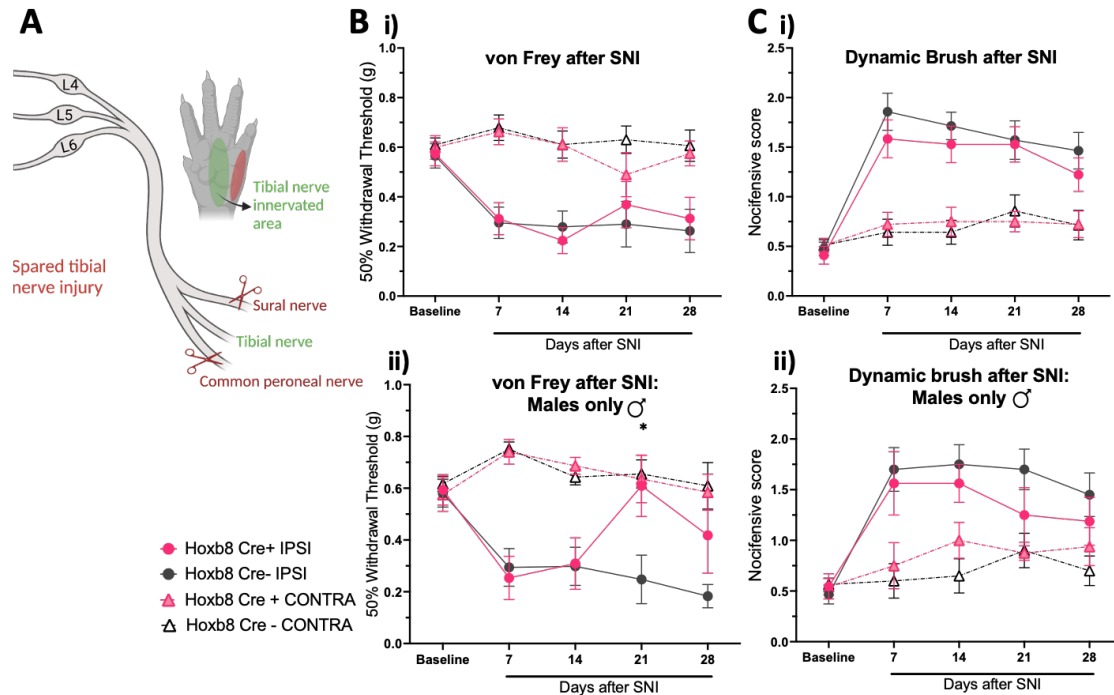 A
L4
L5
L6
Tibial nerve
innervated
area
Spared tibial
nerve injury
Sural nerve
Tibial nerve
Common peroneal nerve
Hoxb8 Cre+ IPSI
Hoxb8 Cre- IPSI
Hoxb8 Cre + CONTRA
Hoxb8 Cre - CONTRA
B
i)
von Frey after SNI
50% Withdrawal Threshold (g)
1.0
0.8
0.6
0.4
0.2
0.0
Baseline
7
14
21
28
Days after SNI
ii)
von Frey after SNI:
Males only ♂
*
50% Withdrawal Threshold (g)
1.0
0.8
0.6
0.4
0.2
0.0
Baseline
7
14
21
28
Days after SNI
C
i)
Dynamic Brush after SNI
Nocifensive score
2.5
2.0
1.5
1.0
0.5
0.0
Baseline
7
14
21
28
Days after SNI
ii)
Dynamic brush after SNI:
Males only ♂
Nocifensive score
2.5
2.0
1.5
1.0
0.5
0.0
Baseline
7
14
21
28
Days after SNI